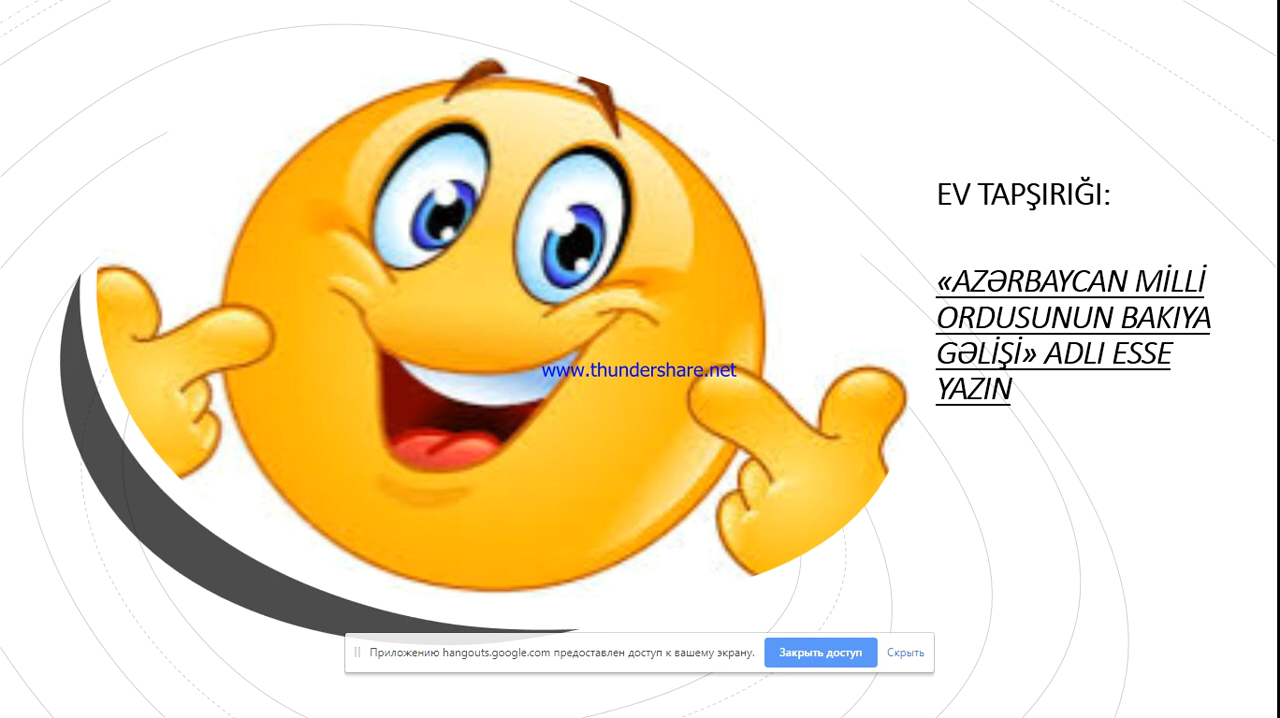 EV TAPŞIRIĞI:
«AZƏRBAYCAN MİLLİ
ORDUSUNUN BAKIYA
GƏLİŞİ» ADLI ESSE
YAZIN
www.thundershare.net
Приложению hangouts.google.com предоставлен доступ к вашему экрану. Закрыть доступ Скрыть